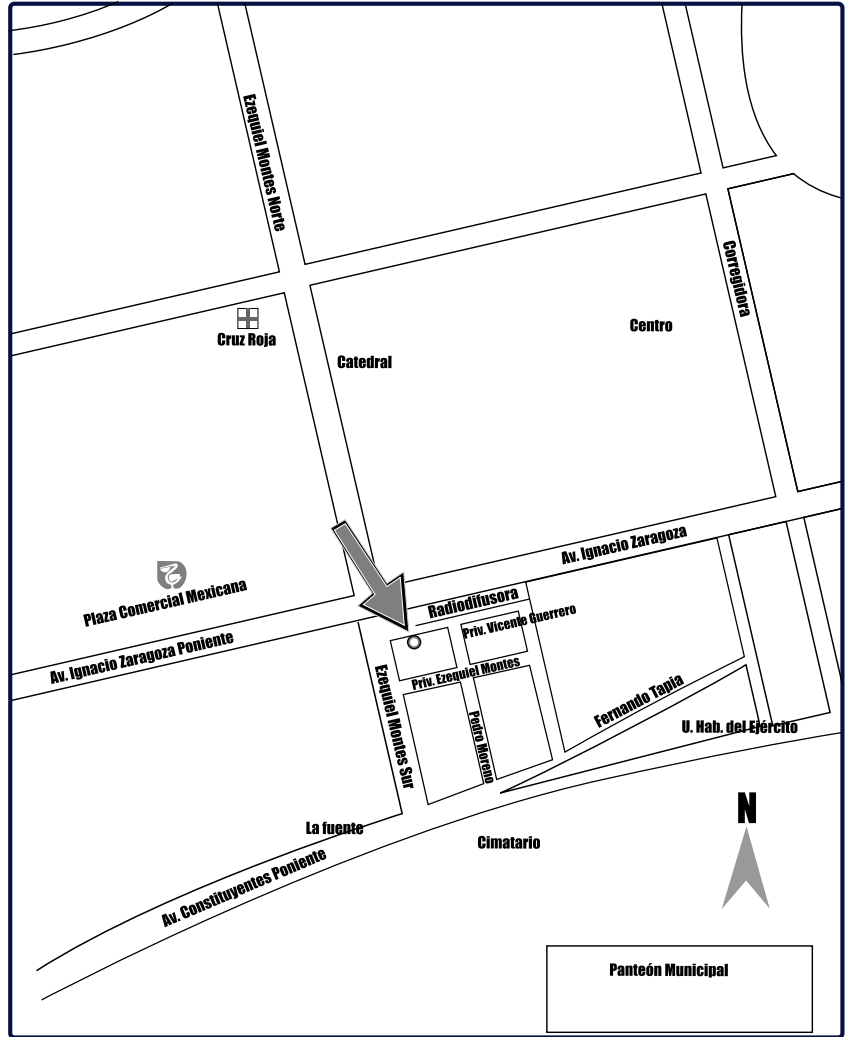 Ezequiel Montes Norte
Corregidora
Cruz Roja
Centro
Catedral
Av. Ignacio Zaragoza
Plaza Comercial Mexicana
Radiodifusora
Priv. Vicente Guerrero
Av. Ignacio Zaragoza Poniente
Priv. Ezequiel Montes
Ezequiel Montes Sur
Fernando Tapia
Pedro Moreno
U. Hab. del Ejército
N
La fuente
Cimatario
Av. Constituyentes Poniente
Panteón Municipal